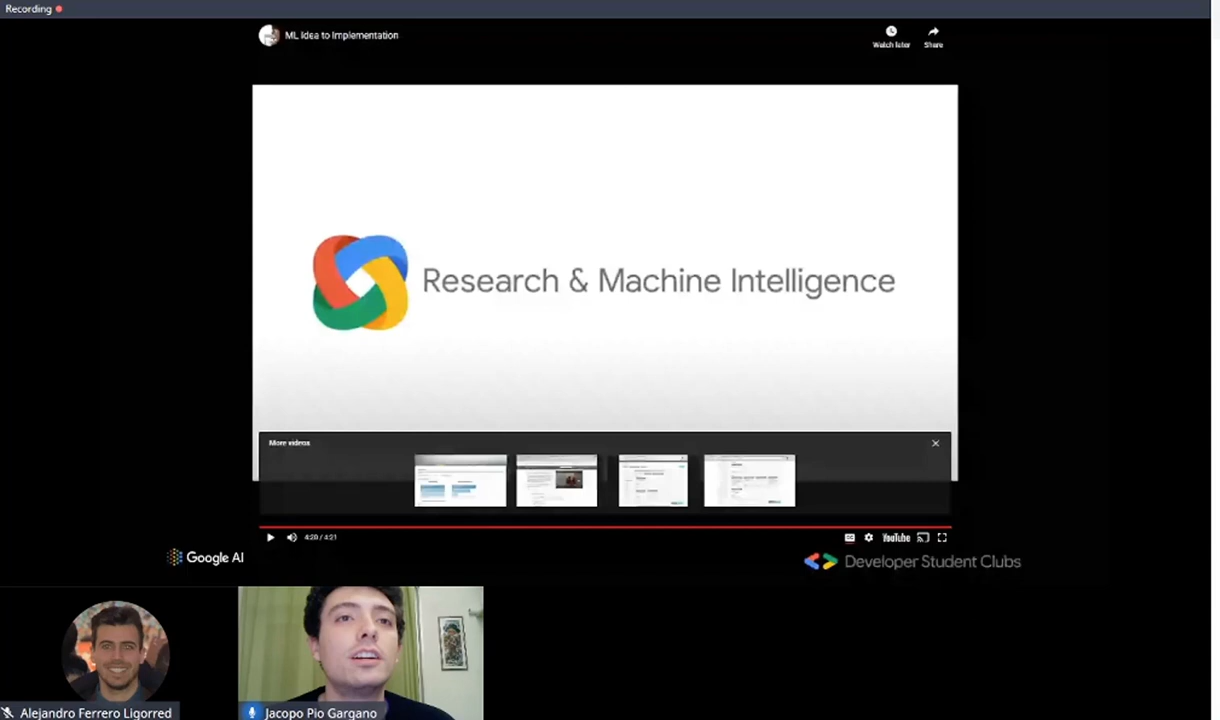 Recording
ML Idea to Implementation
Watch later
Share
Research & Machine Intelligence
More videos
4:20 / 4:21
YouTube
Google AI
Developer Student Clubs
Alejandro Ferrero Ligorred
Jacopo Pio Gargano